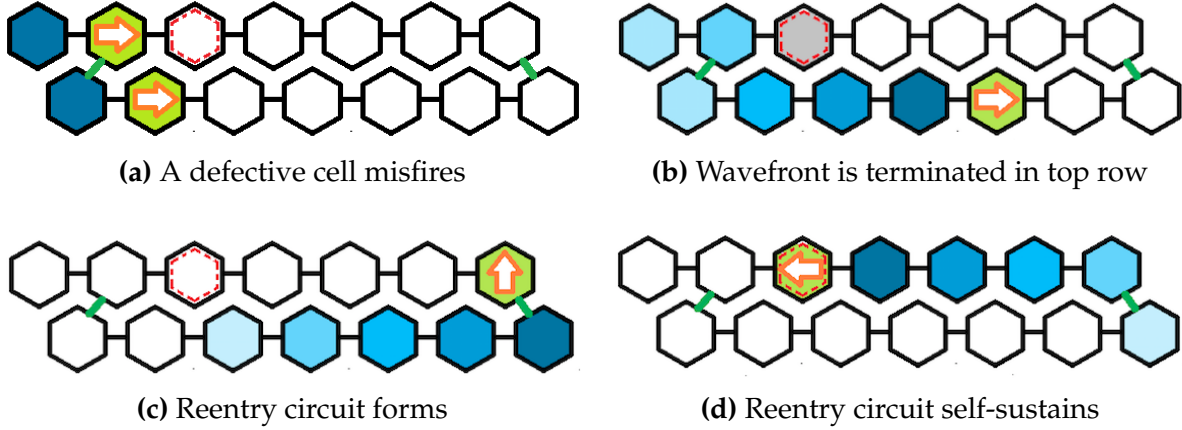 (a) A defective cell misfires
(b) Wavefront is terminated in top row
(c) Reentry circuit forms
(d) Reentry circuit self-sustains